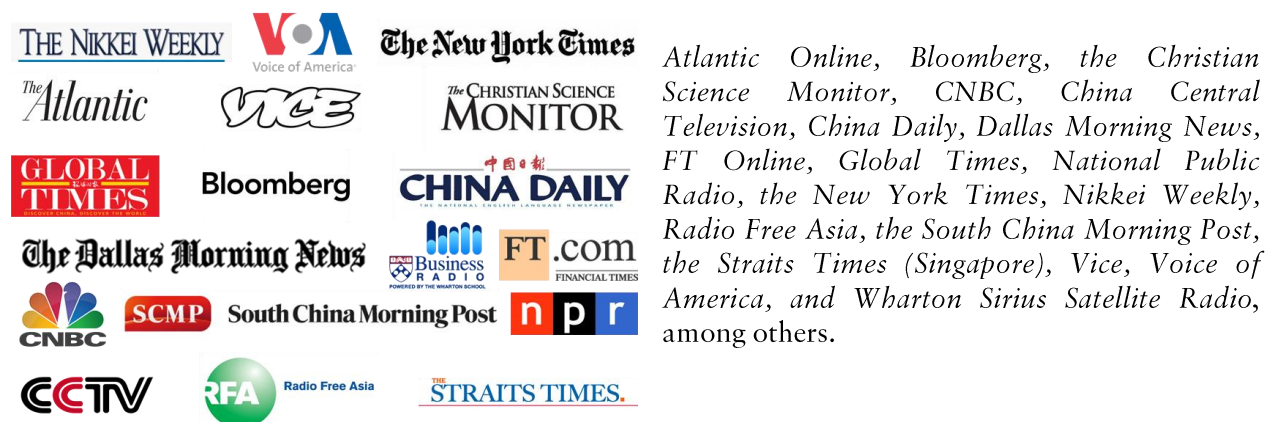 THE NIKKEI WEEKLY
VOA
Voice of America
The New York Times
The Atlantic
VICE
The CHRISTIAN SCIENCE
MONITOR
GLOBAL
TIMES
DISCOVER CHINA, DISCOVER THE WORLD
Bloomberg
中國日報
CHINA DAILY
THE NATIONAL ENGLISH LANGUAGE NEWSPAPER
The Dallas Morning News
Business
RADIO
POWERED BY THE WHARTON SCHOOL
FT.com
FINANCIAL TIMES
CNBC
SCMP
South China Morning Post
npr
CCTV
RFA
Radio Free Asia
THE
STRAITS TIMES.
Atlantic Online, Bloomberg, the Christian
Science Monitor, CNBC, China Central
Television, China Daily, Dallas Morning News,
FT Online, Global Times, National Public
Radio, the New York Times, Nikkei Weekly,
Radio Free Asia, the South China Morning Post,
the Straits Times (Singapore), Vice, Voice of
America, and Wharton Sirius Satellite Radio,
among others.